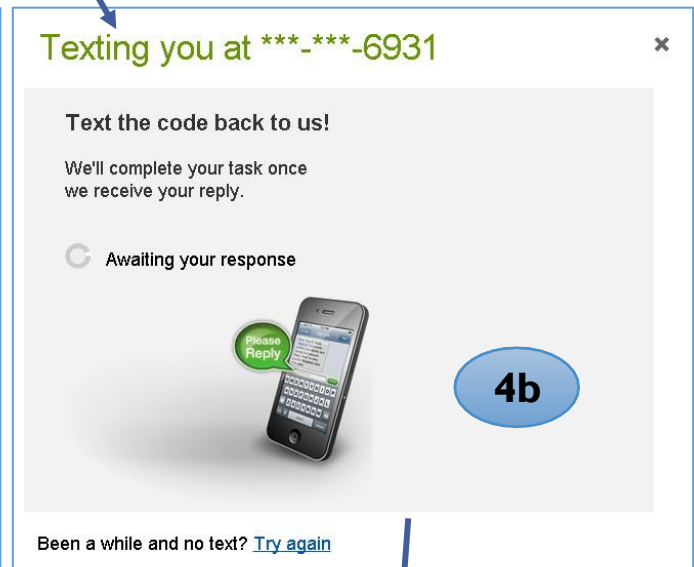 Texting you at ***-***-6931
Text the code back to us!
We'll complete your task once
we receive your reply.
Awaiting your response
Please
Reply
4b
Been a while and no text? Try again